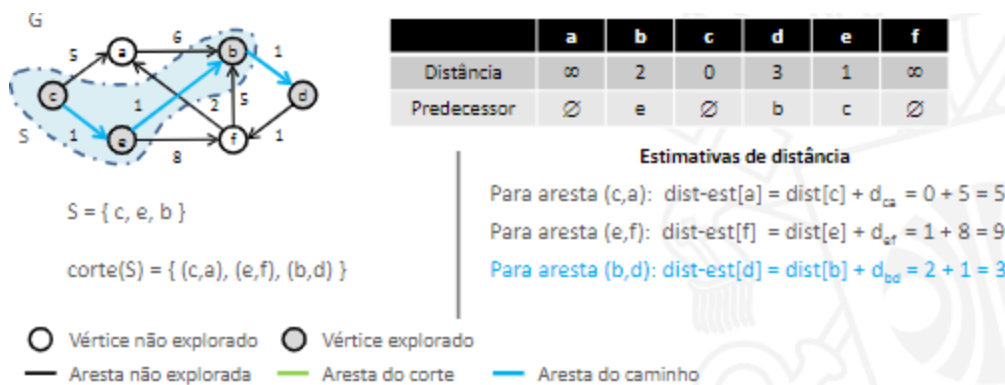 G
a
b
c
d
e
f
5
6
1
1
2
5
1
1
8
S
a b c d e f
Distância ∞ 2 0 3 1 ∞
Predecessor ∅ e ∅ b c ∅
Estimativas de distância
Para aresta (c,a): dist-est[a] = dist[c] + d_ca = 0 + 5 = 5
Para aresta (e,f): dist-est[f] = dist[e] + d_ef = 1 + 8 = 9
Para aresta (b,d): dist-est[d] = dist[b] + d_bd = 2 + 1 = 3
S = { c, e, b }
corte(S) = { (c,a), (e,f), (b,d) }
Vértice não explorado Vértice explorado
Aresta não explorada Aresta do corte Aresta do caminho